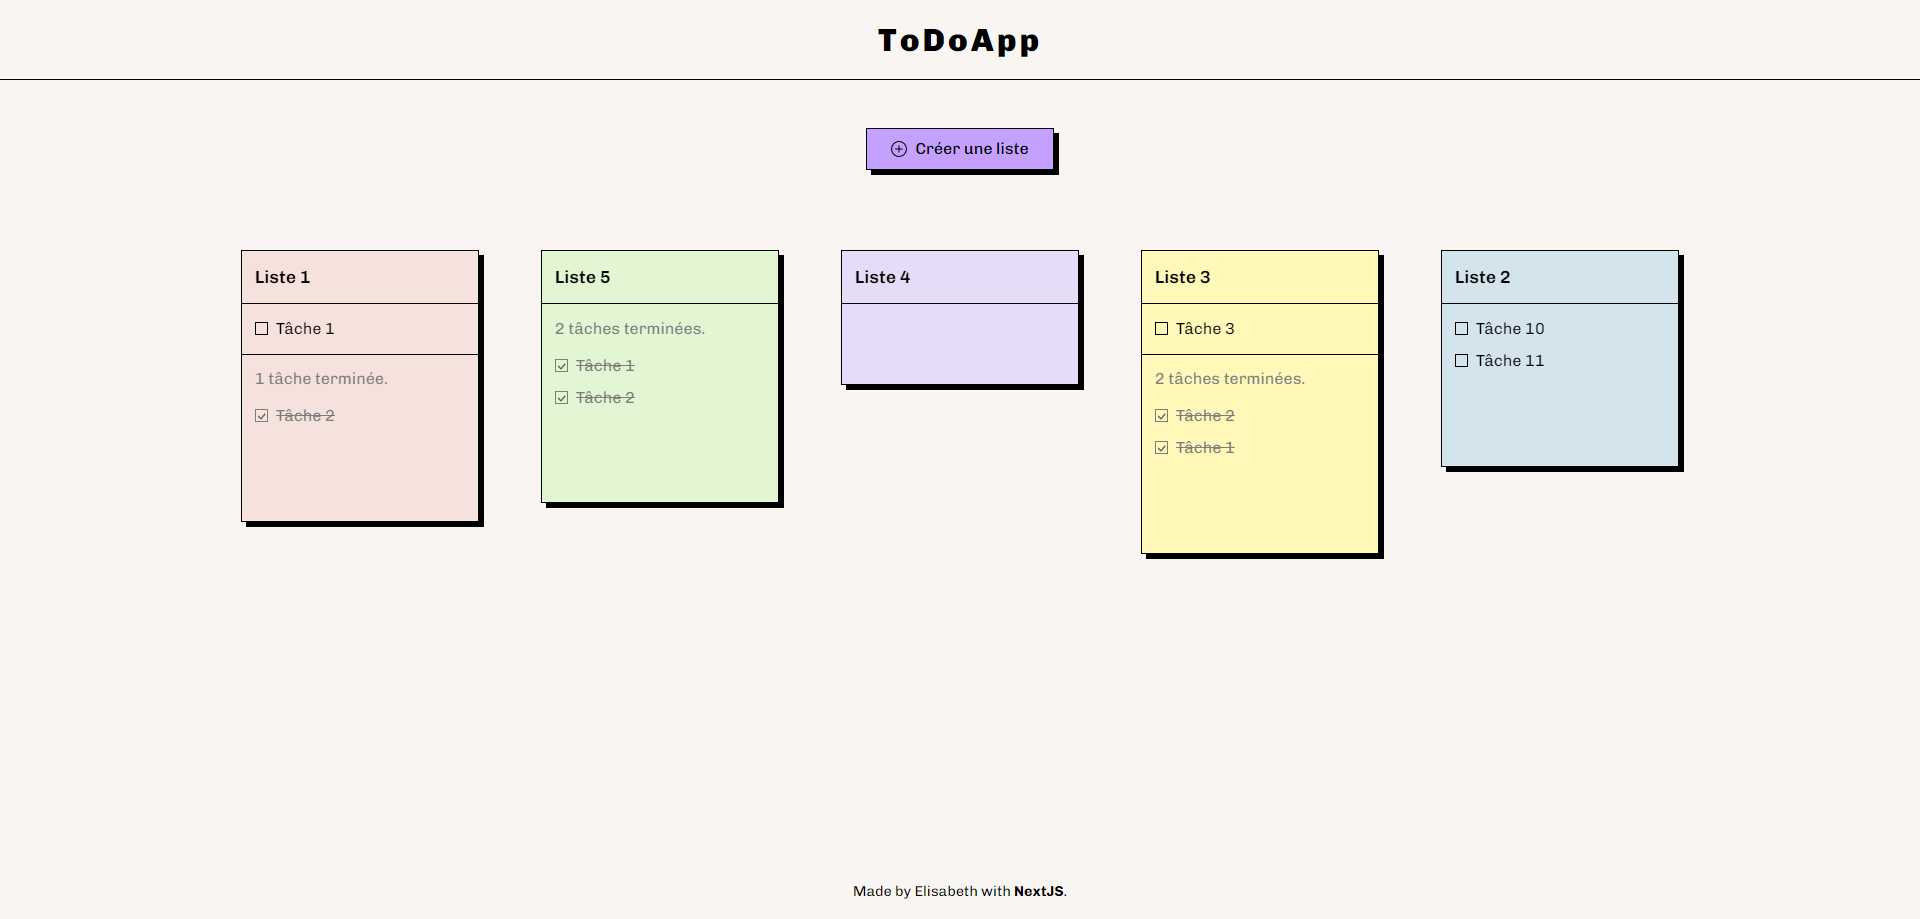 ToDoApp
Créer une liste
Liste 1
Tâche 1
1 tâche terminée.
Tâche 2
Liste 5
2 tâches terminées.
Tâche 1
Tâche 2
Liste 4
Liste 3
Tâche 3
2 tâches terminées.
Tâche 2
Tâche 1
Liste 2
Tâche 10
Tâche 11
Made by Elisabeth with NextJS.